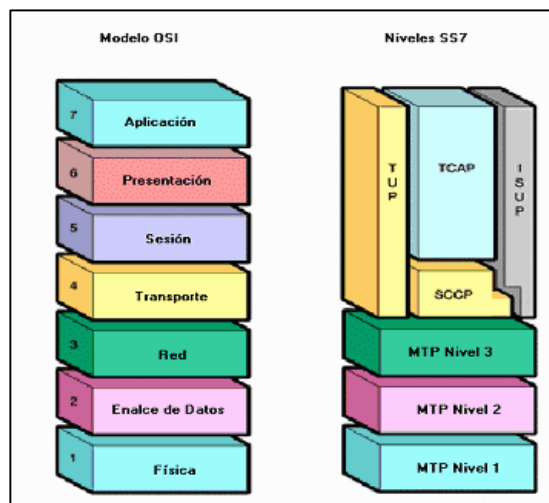 Modelo OSI
Niveles SS7
7
Aplicación
6
Presentación
5
Sesión
4
Transporte
3
Red
2
Enalce de Datos
1
Física
TUP
TCAP
ISUP
SCCP
MTP Nivel 3
MTP Nivel 2
MTP Nivel 1